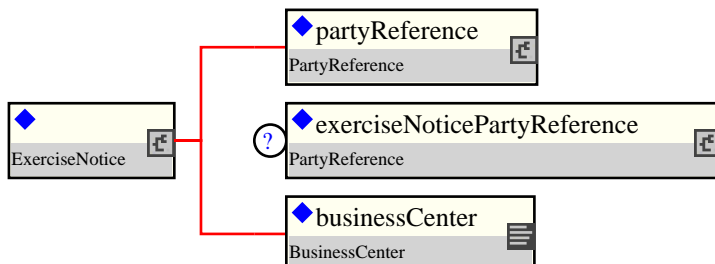 partyReference
PartyReference
ExerciseNotice
?
exerciseNoticePartyReference
PartyReference
businessCenter
BusinessCenter